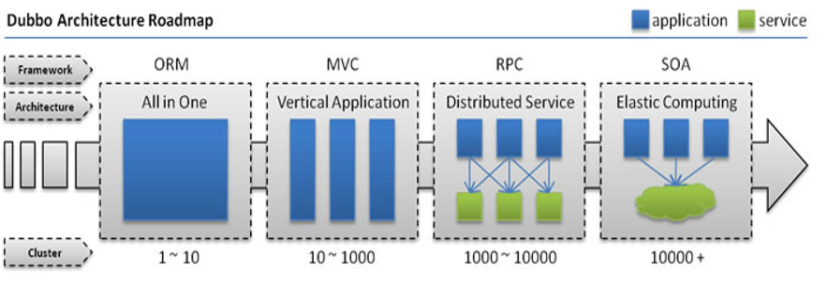 Dubbo Architecture Roadmap
application
service
Framework
ORM
MVC
RPC
SOA
Architecture
All in One
Vertical Application
Distributed Service
Elastic Computing
Cluster
1 ~ 10
10 ~ 1000
1000 ~ 10000
10000 +